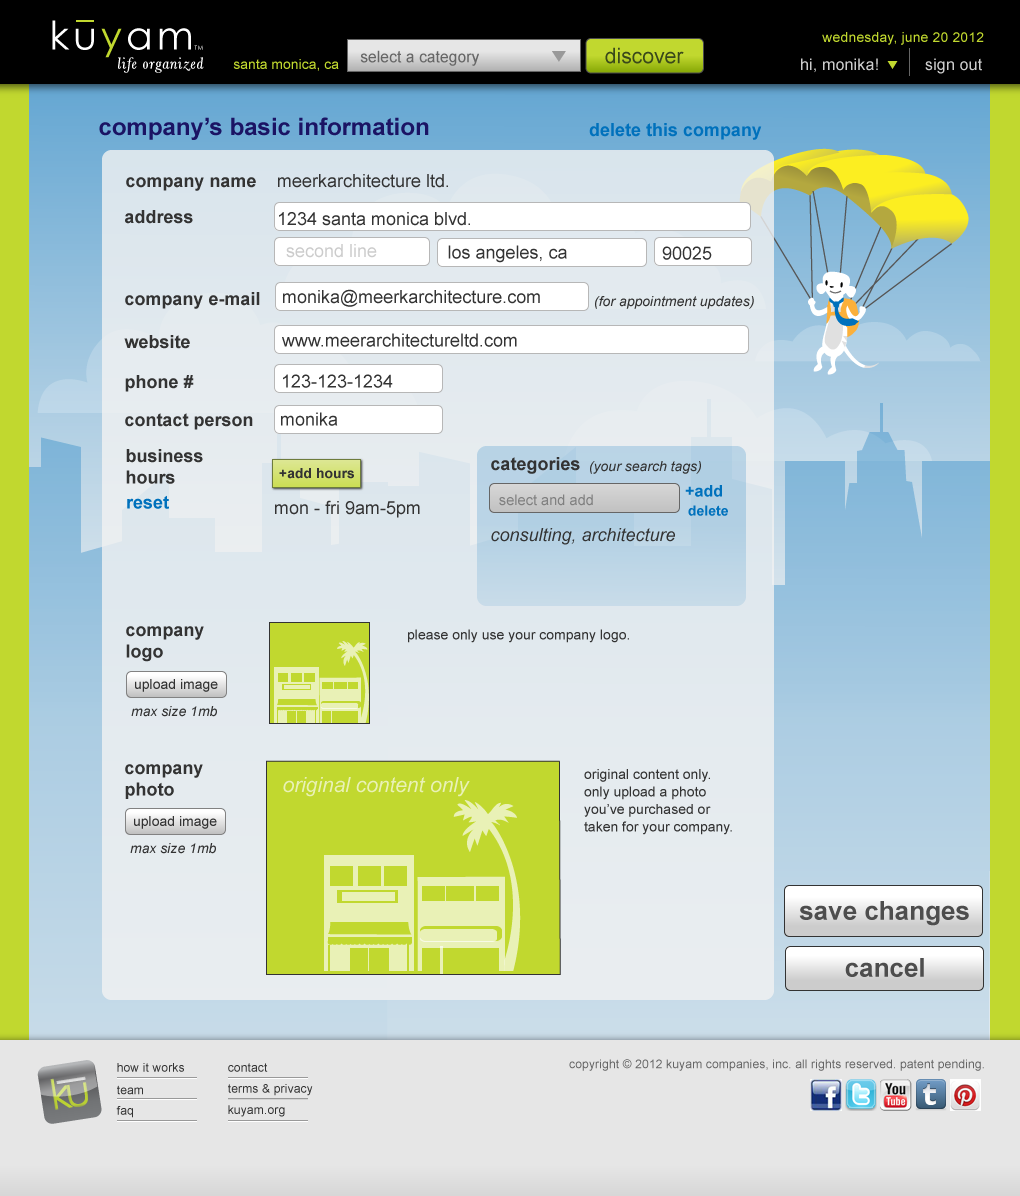 kūyam™
life organized
santa monica, ca
select a category
discover
wednesday, june 20 2012
hi, monika!
sign out
company's basic information
delete this company
company name
meerkarchitecture ltd.
address
1234 santa monica blvd.
second line
los angeles, ca
90025
company e-mail
monika@meerkarchitecture.com
(for appointment updates)
website
www.meerarchitectureltd.com
phone #
123-123-1234
contact person
monika
business
hours
reset
+add hours
mon - fri 9am-5pm
categories (your search tags)
select and add
+add
delete
consulting, architecture
company
logo
upload image
max size 1mb
please only use your company logo.
company
photo
upload image
max size 1mb
original content only
original content only.
only upload a photo
you've purchased or
taken for your company.
save changes
cancel
kū
how it works
team
faq
contact
terms & privacy
kuyam.org
copyright © 2012 kuyam companies, inc. all rights reserved. patent pending.
f
t
You
Tube
t
p